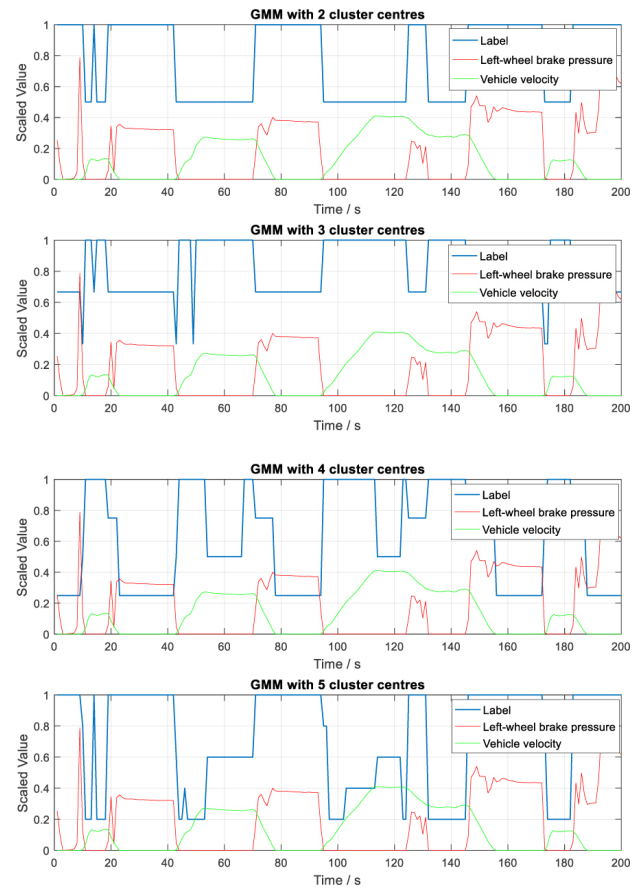 GMM with 2 cluster centres
Scaled Value
1
0.8
0.6
0.4
0.2
0
Label
Left-wheel brake pressure
Vehicle velocity
0 20 40 60 80 100 120 140 160 180 200
Time / s
GMM with 3 cluster centres
Scaled Value
1
0.8
0.6
0.4
0.2
0
Label
Left-wheel brake pressure
Vehicle velocity
0 20 40 60 80 100 120 140 160 180 200
Time / s
GMM with 4 cluster centres
Scaled Value
1
0.8
0.6
0.4
0.2
0
Label
Left-wheel brake pressure
Vehicle velocity
0 20 40 60 80 100 120 140 160 180 200
Time / s
GMM with 5 cluster centres
Scaled Value
1
0.8
0.6
0.4
0.2
0
Label
Left-wheel brake pressure
Vehicle velocity
0 20 40 60 80 100 120 140 160 180 200
Time / s